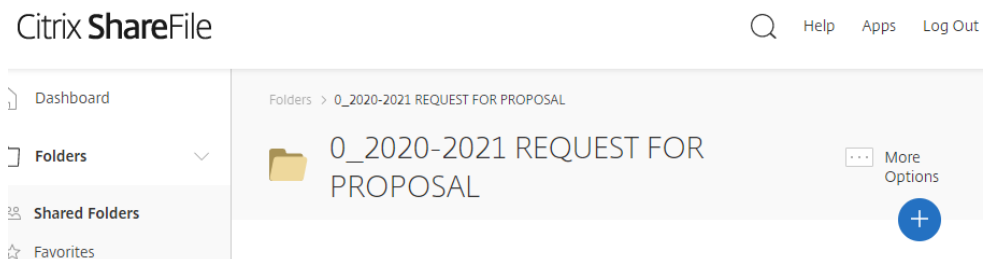 Citrix ShareFile
Help Apps Log Out
Dashboard
Folders > 0_2020-2021 REQUEST FOR PROPOSAL
Folders
0_2020-2021 REQUEST FOR
PROPOSAL
More
Options
Shared Folders
Favorites